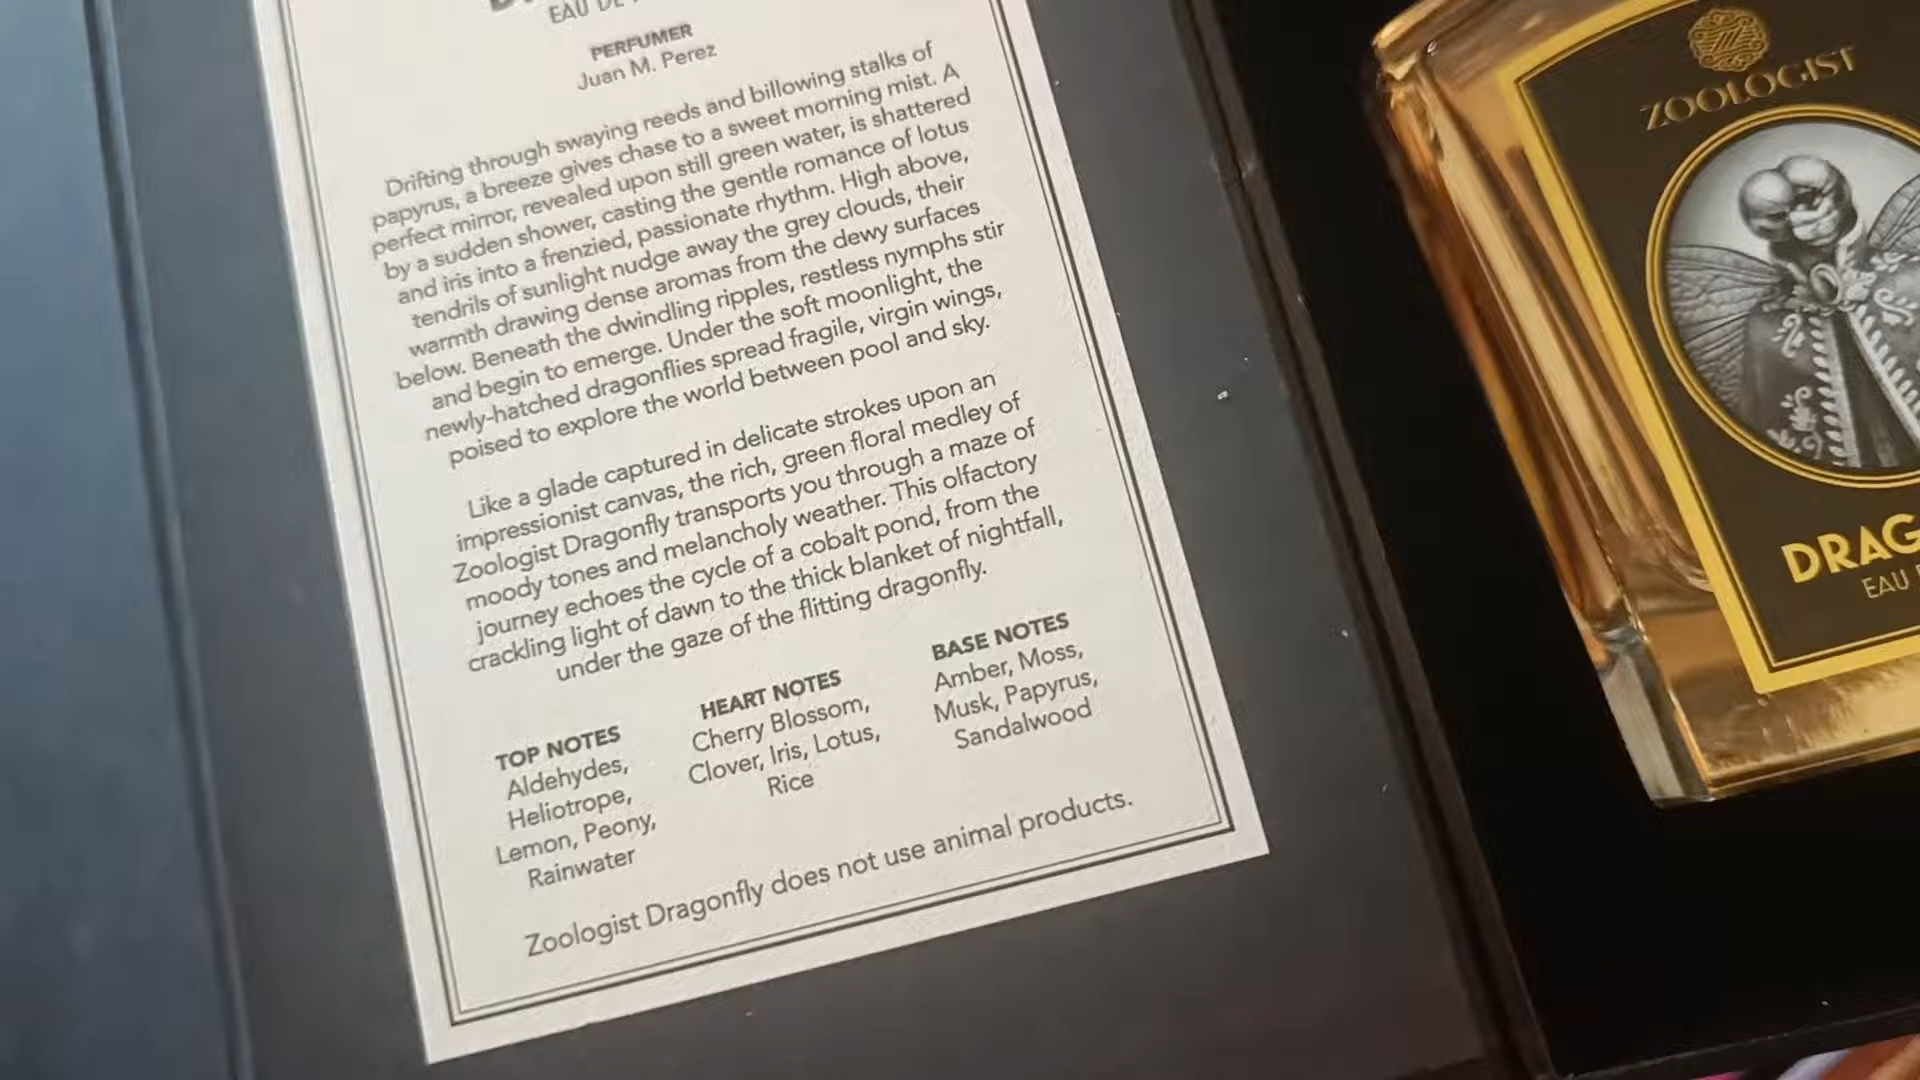 EAU DE
PERFUMER
Juan M. Perez
Drifting through swaying reeds and billowing stalks of
papyrus, a breeze gives chase to a sweet morning mist. A
perfect mirror, revealed upon still green water, is shattered
by a sudden shower, casting the gentle romance of lotus
and iris into a frenzied, passionate rhythm. High above,
tendrils of sunlight nudge away the grey clouds, their
warmth drawing dense aromas from the dewy surfaces
below. Beneath the dwindling ripples, restless nymphs stir
and begin to emerge. Under the soft moonlight, the
newly-hatched dragonflies spread fragile, virgin wings,
poised to explore the world between pool and sky.
Like a glade captured in delicate strokes upon an
impressionist canvas, the rich, green floral medley of
Zoologist Dragonfly transports you through a maze of
moody tones and melancholy weather. This olfactory
journey echoes the cycle of a cobalt pond, from the
crackling light of dawn to the thick blanket of nightfall,
under the gaze of the flitting dragonfly.
TOP NOTES
Aldehydes,
Heliotrope,
Lemon, Peony,
Rainwater
HEART NOTES
Cherry Blossom,
Clover, Iris, Lotus,
Rice
BASE NOTES
Amber, Moss,
Musk, Papyrus,
Sandalwood
Zoologist Dragonfly does not use animal products.
ZOOLOGIST
DRAG
EAU